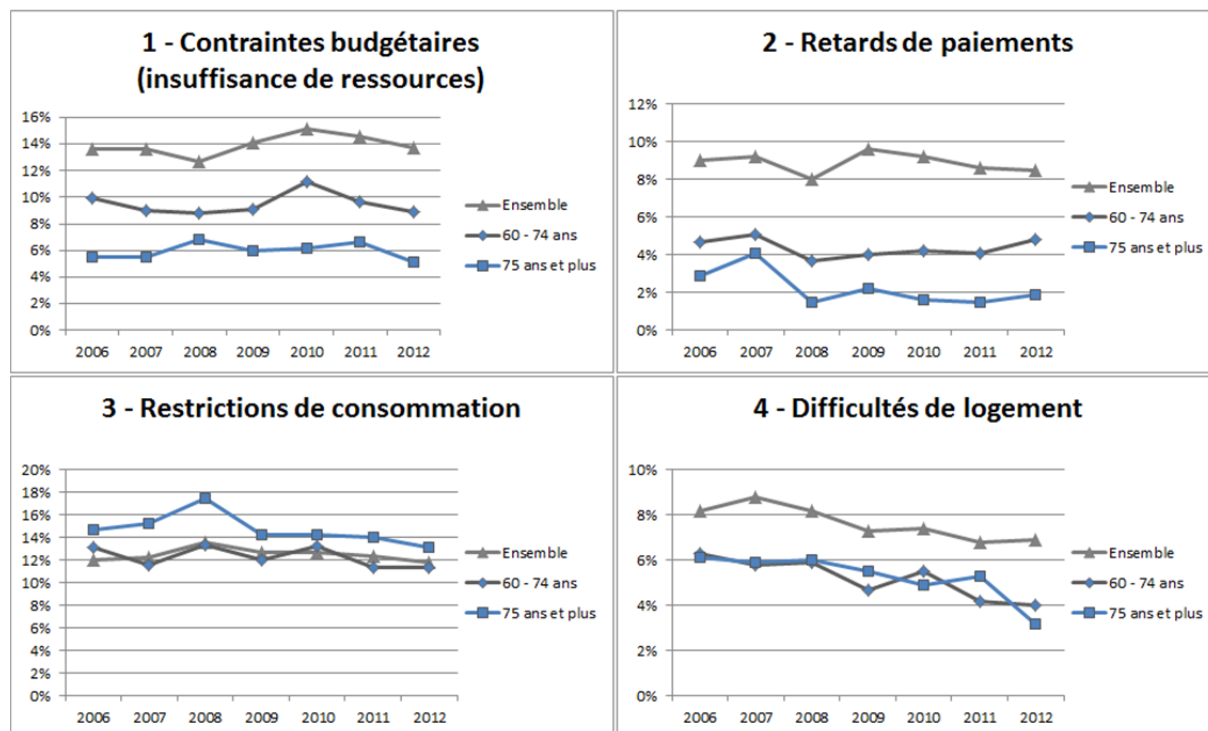 1 - Contraintes budgétaires
(insuffisance de ressources)
16%
14%
12%
10%
8%
6%
4%
2%
0%
2006 2007 2008 2009 2010 2011 2012
Ensemble
60 - 74 ans
75 ans et plus
2 - Retards de paiements
12%
10%
8%
6%
4%
2%
0%
2006 2007 2008 2009 2010 2011 2012
Ensemble
60 - 74 ans
75 ans et plus
3 - Restrictions de consommation
20%
18%
16%
14%
12%
10%
8%
6%
4%
2%
0%
2006 2007 2008 2009 2010 2011 2012
Ensemble
60 - 74 ans
75 ans et plus
4 - Difficultés de logement
10%
8%
6%
4%
2%
0%
2006 2007 2008 2009 2010 2011 2012
Ensemble
60 - 74 ans
75 ans et plus